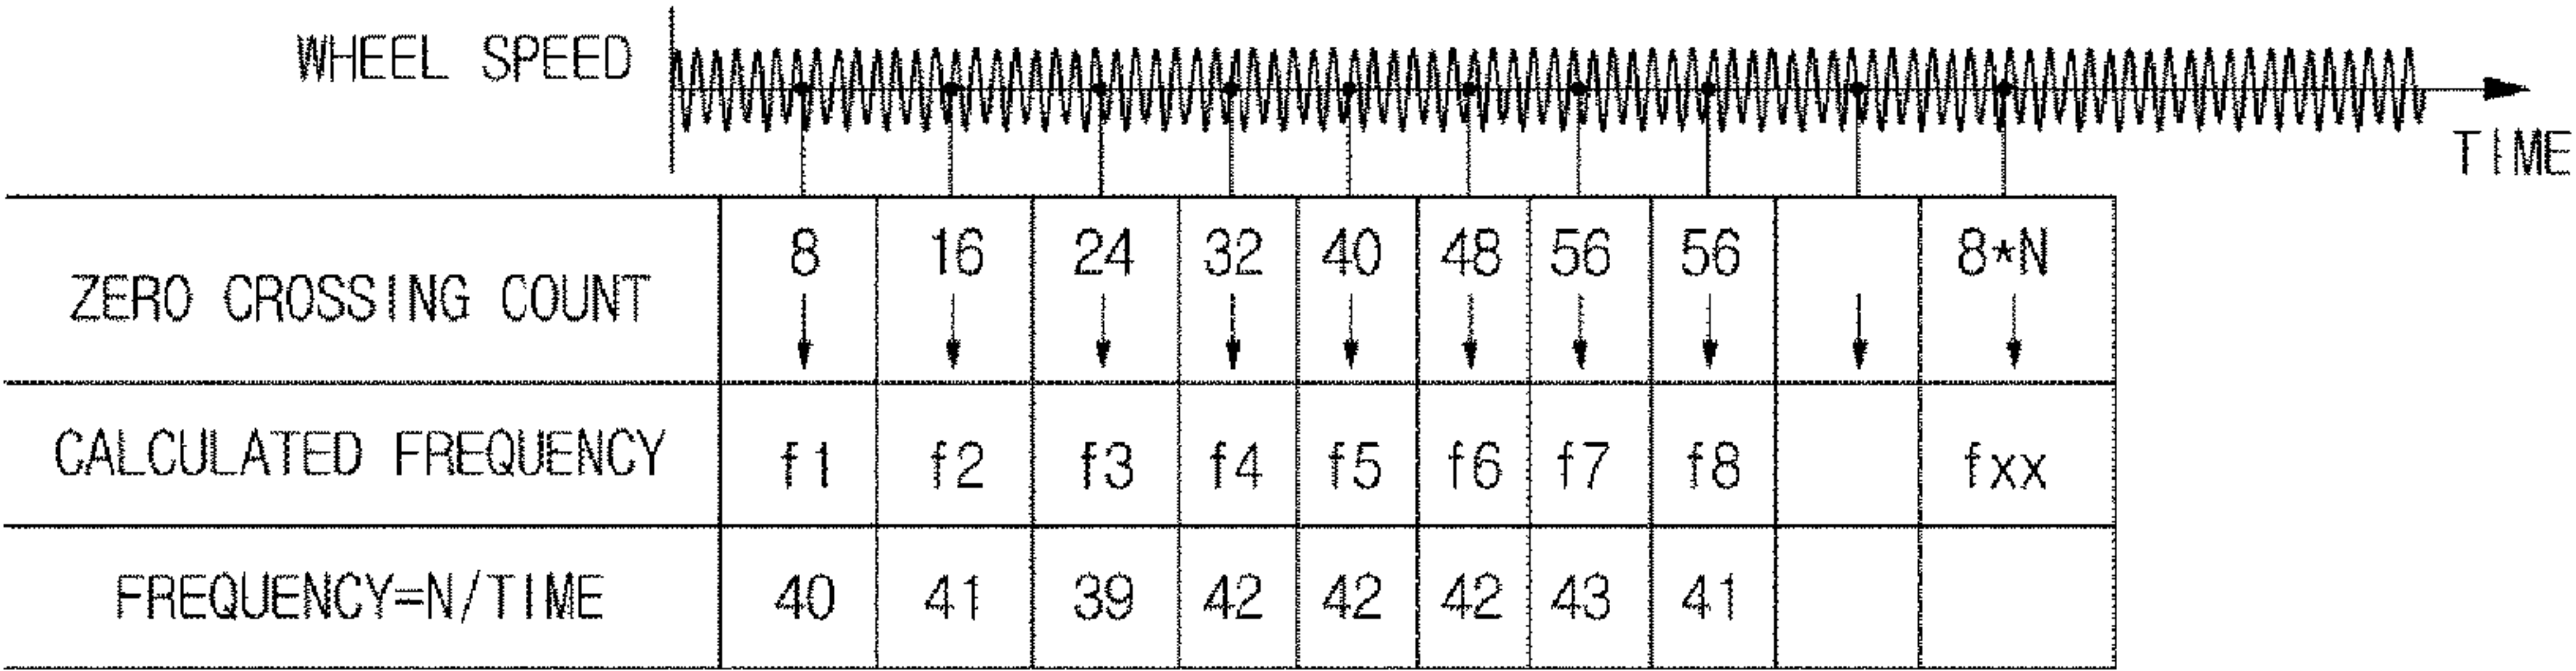 WHEEL SPEED
TIME
ZERO CROSSING COUNT 8 16 24 32 40 48 56 56 8*N
CALCULATED FREQUENCY f1 f2 f3 f4 f5 f6 f7 f8 fxx
FREQUENCY=N/TIME 40 41 39 42 42 42 43 41